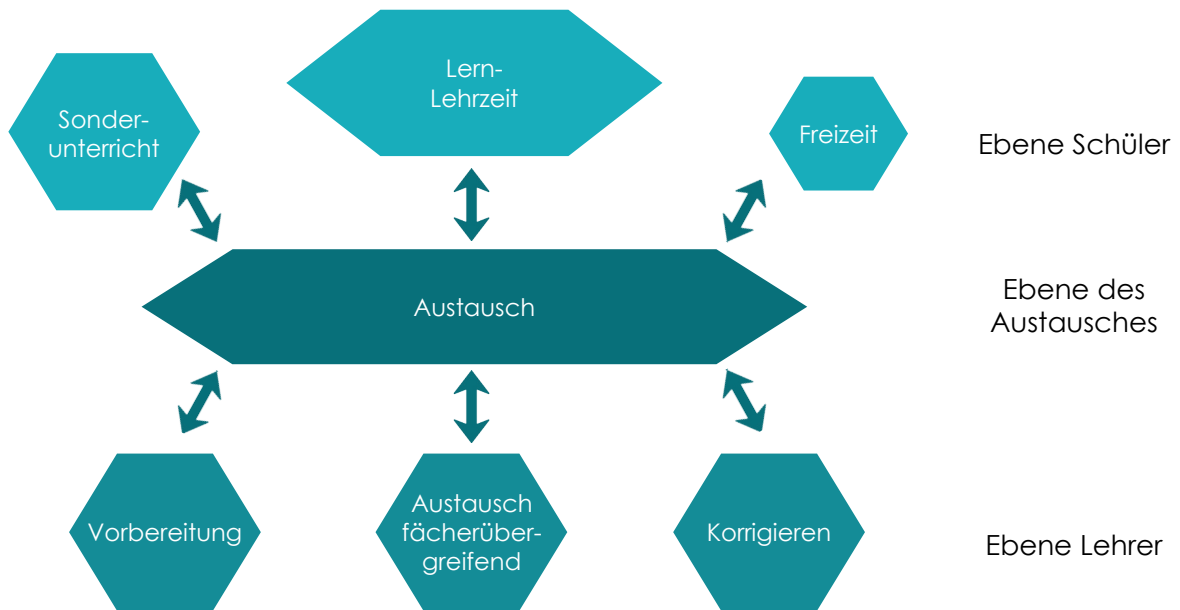 Lern-
Lehrzeit
Sonder-
unterricht
Freizeit
Ebene Schüler
Austausch
Ebene des
Austausches
Vorbereitung
Austausch
fächerüber-
greifend
Korrigieren
Ebene Lehrer